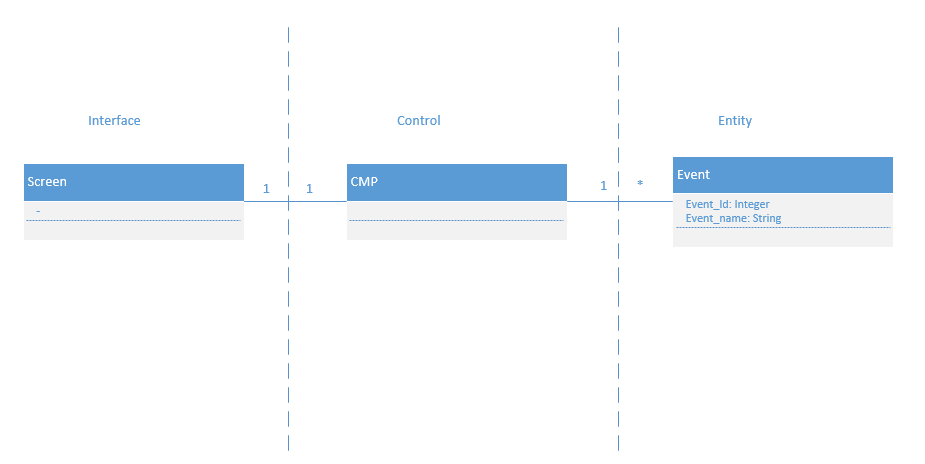 Interface
Control
Entity
Screen
1
1
CMP
1
*
Event
-
Event_Id: Integer
Event_name: String